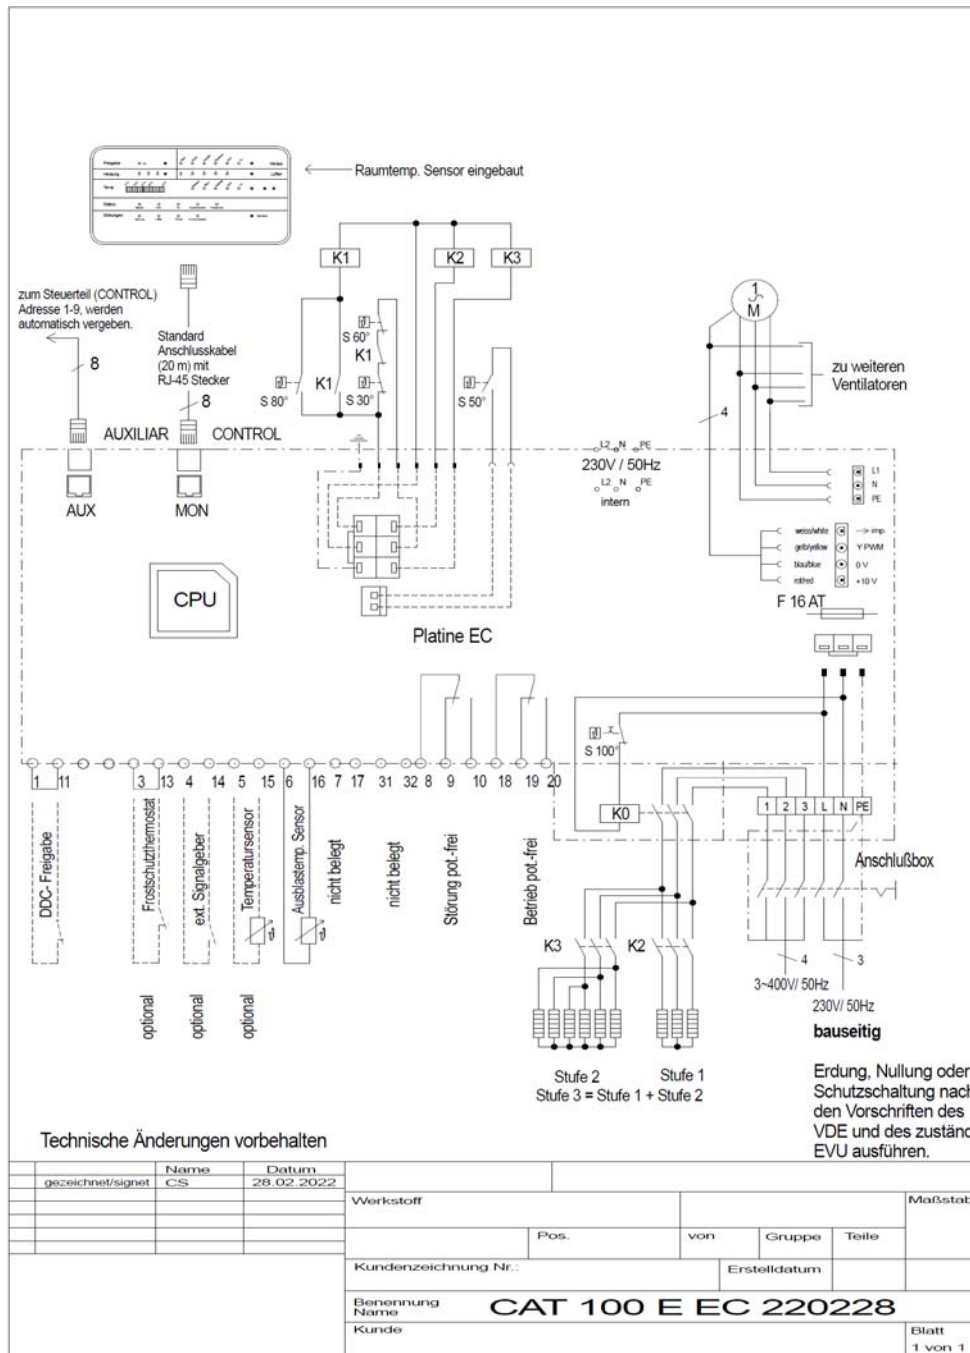 Raumtemp. Sensor eingebaut
K1
K2
K3
zum Steuerteil (CONTROL)
Adresse 1-9, werden
automatisch vergeben.
8
Standard
Anschlusskabel
(20 m) mit
RJ-45 Stecker
8
S 60°
K1
S 80°
K1
S 30°
S 50°
1
M
zu weiteren
Ventilatoren
4
AUXILIAR
CONTROL
AUX
MON
L2 N PE
230V / 50Hz
L2 N PE
intern
L1
N
PE
weiss/white
-> imp.
gelb/yellow
Y PWM
blau/blue
0 V
rot/red
+10 V
F 16 AT
CPU
Platine EC
S 100°
1 11 3 13 4 14 5 15 6 16 7 17 31 32 8 9 10 18 19 20
K0
1 2 3 L N PE
Anschlußbox
DDC- Freigabe
Frostschutzthermostat
ext. Signalgeber
Temperatursensor
Ausblastemp. Sensor
nicht belegt
nicht belegt
Störung pot.-frei
Betrieb pot.-frei
optional
optional
optional
K3
K2
4
3
3~400V/ 50Hz
230V/ 50Hz
bauseitig
Stufe 2
Stufe 1
Stufe 3 = Stufe 1 + Stufe 2
Erdung, Nullung oder
Schutzschaltung nach
den Vorschriften des
VDE und des zuständ
EVU ausführen.
Technische Änderungen vorbehalten
Name
Datum
gezeichnet/signet
CS
28.02.2022
Werkstoff
Maßstab
Pos.
von
Gruppe
Teile
Kundenzeichnung Nr.:
Erstelldatum
Benennung
Name
CAT 100 E EC 220228
Kunde
Blatt
1 von 1